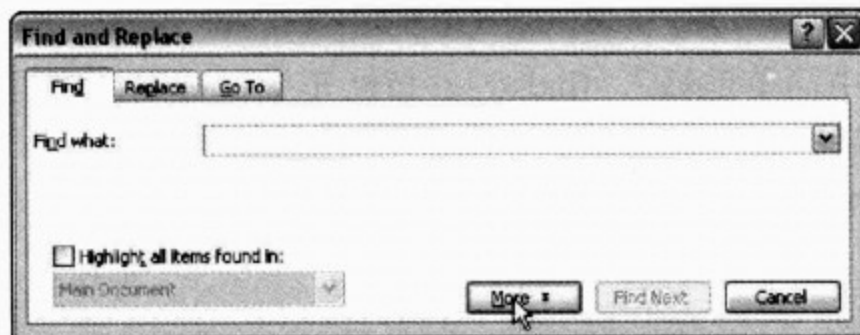 Find and Replace
Find Replace Go To
Find what:
Highlight all items found in:
Main Document
More Find Next Cancel